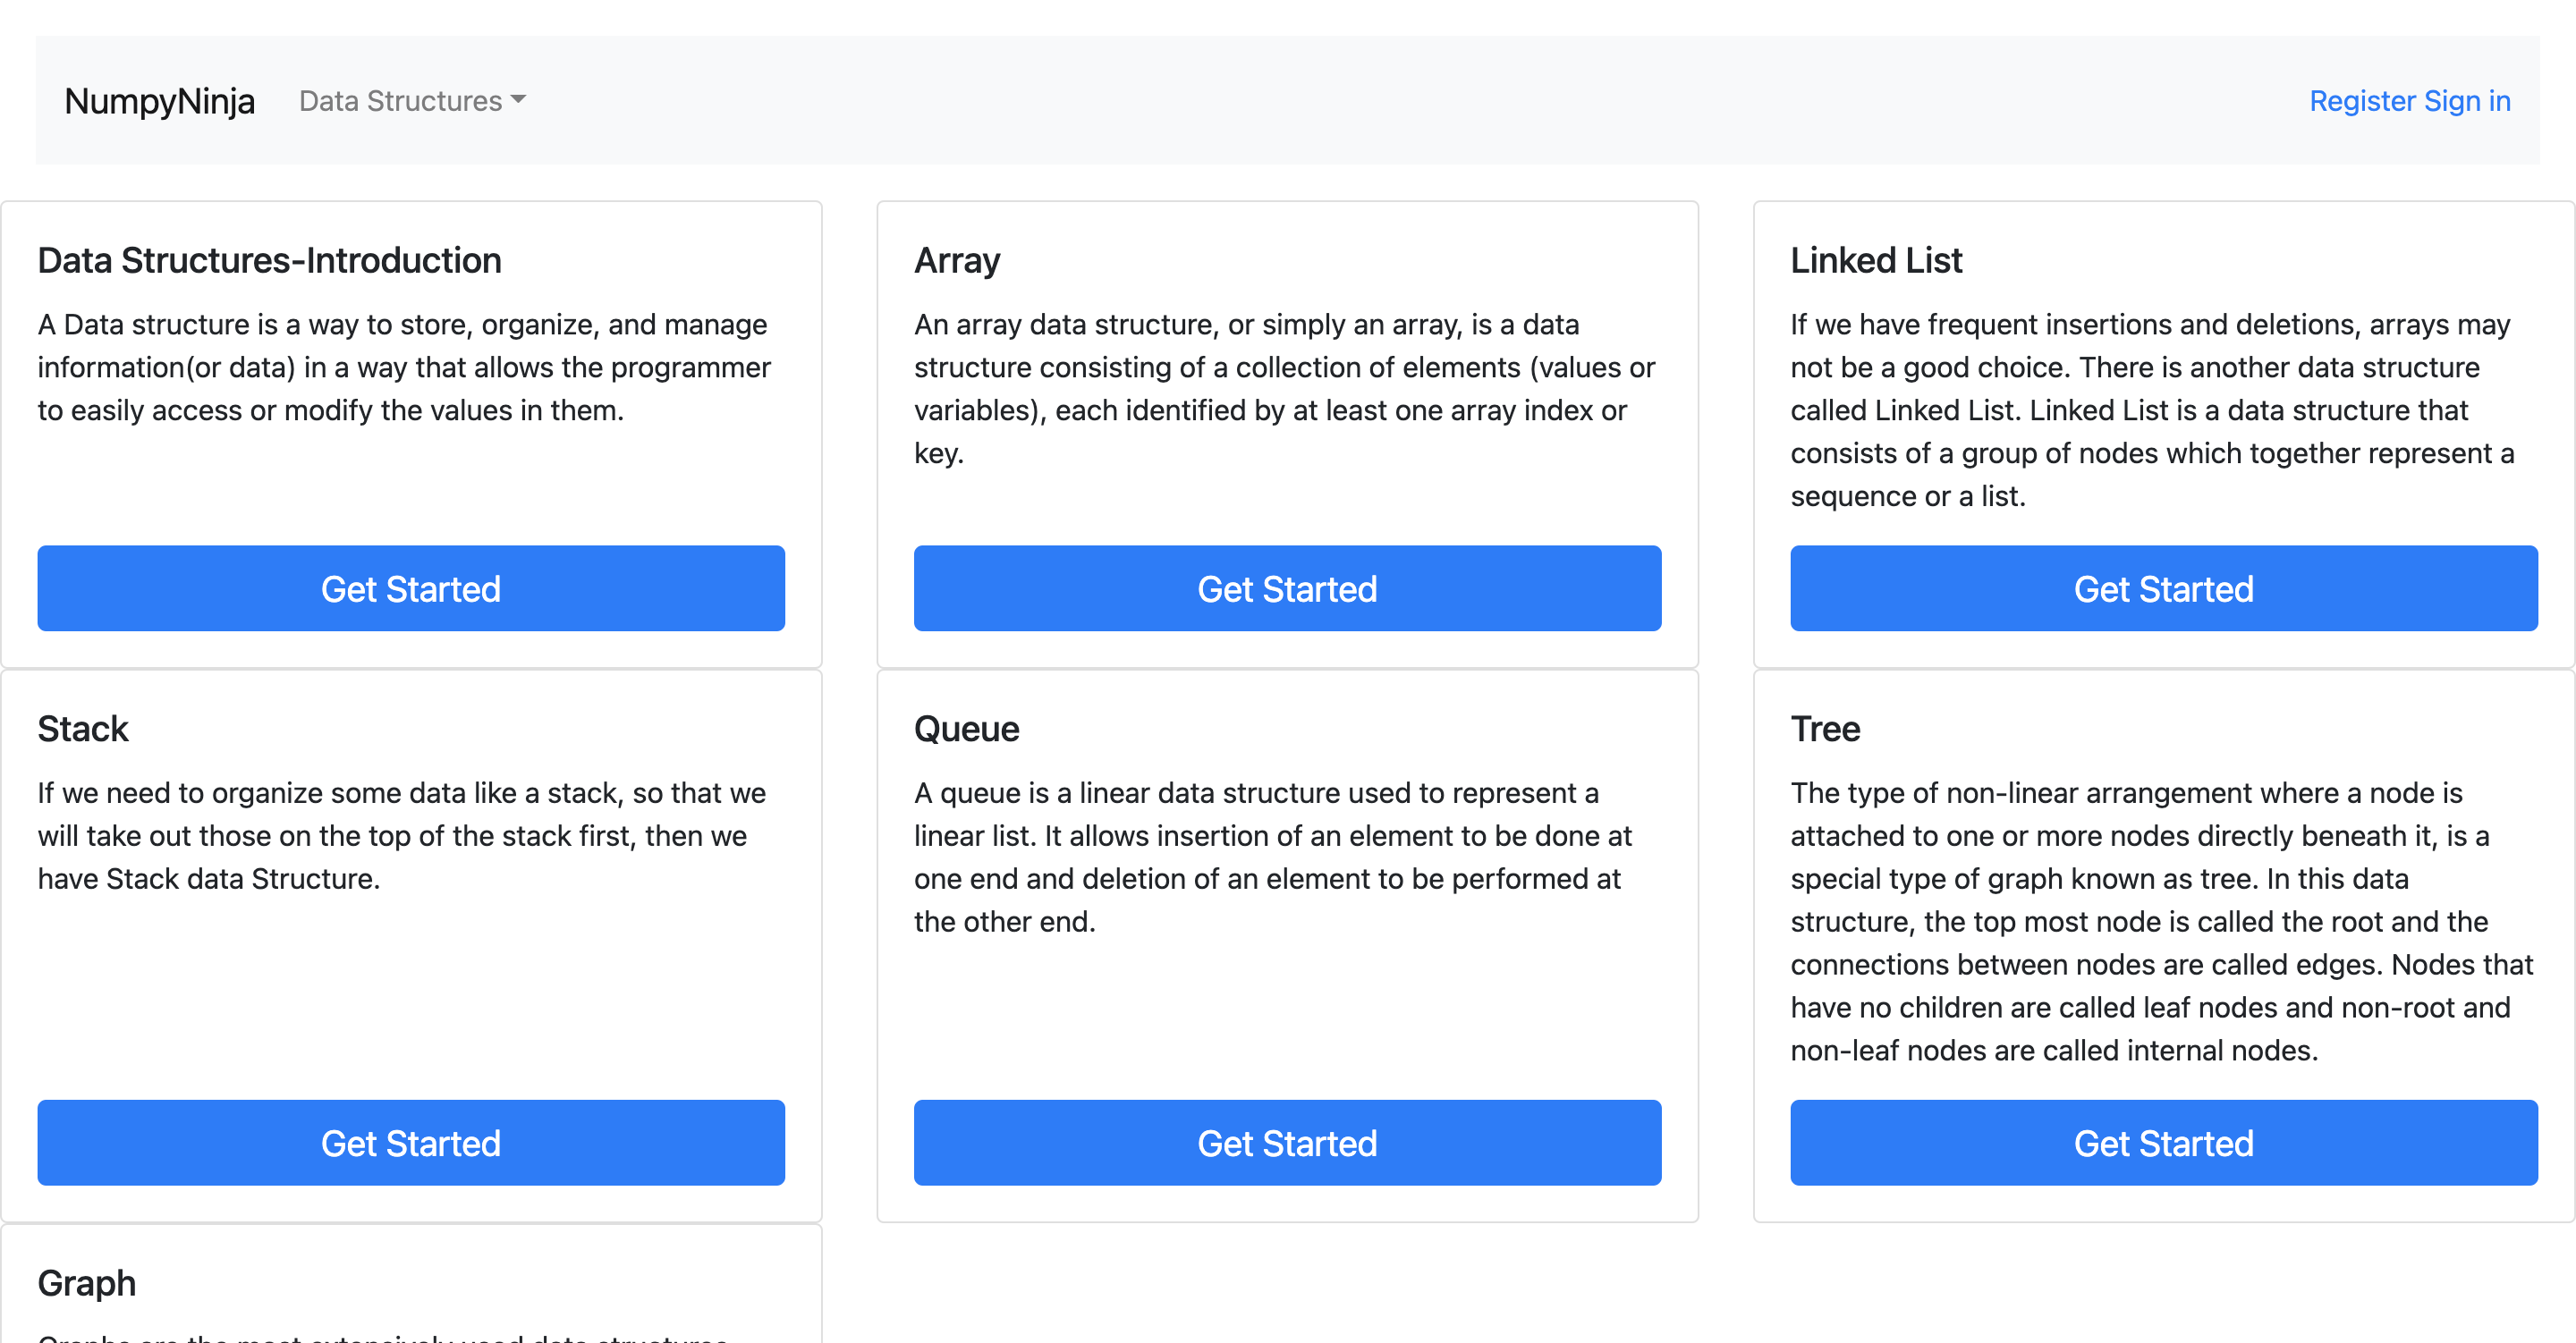 NumpyNinja
Data Structures
Register Sign in
Data Structures-Introduction
A Data structure is a way to store, organize, and manage
information(or data) in a way that allows the programmer
to easily access or modify the values in them.
Get Started
Array
An array data structure, or simply an array, is a data
structure consisting of a collection of elements (values or
variables), each identified by at least one array index or
key.
Get Started
Linked List
If we have frequent insertions and deletions, arrays may
not be a good choice. There is another data structure
called Linked List. Linked List is a data structure that
consists of a group of nodes which together represent a
sequence or a list.
Get Started
Stack
If we need to organize some data like a stack, so that we
will take out those on the top of the stack first, then we
have Stack data Structure.
Get Started
Queue
A queue is a linear data structure used to represent a
linear list. It allows insertion of an element to be done at
one end and deletion of an element to be performed at
the other end.
Get Started
Tree
The type of non-linear arrangement where a node is
attached to one or more nodes directly beneath it, is a
special type of graph known as tree. In this data
structure, the top most node is called the root and the
connections between nodes are called edges. Nodes that
have no children are called leaf nodes and non-root and
non-leaf nodes are called internal nodes.
Get Started
Graph
Graphs are the most extensively used data structures